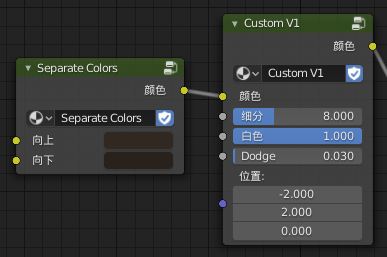 Separate Colors
颜色
Separate Colors
向上
向下
Custom V1
颜色
Custom V1
颜色
细分 8.000
白色 1.000
Dodge 0.030
位置:
-2.000
2.000
0.000